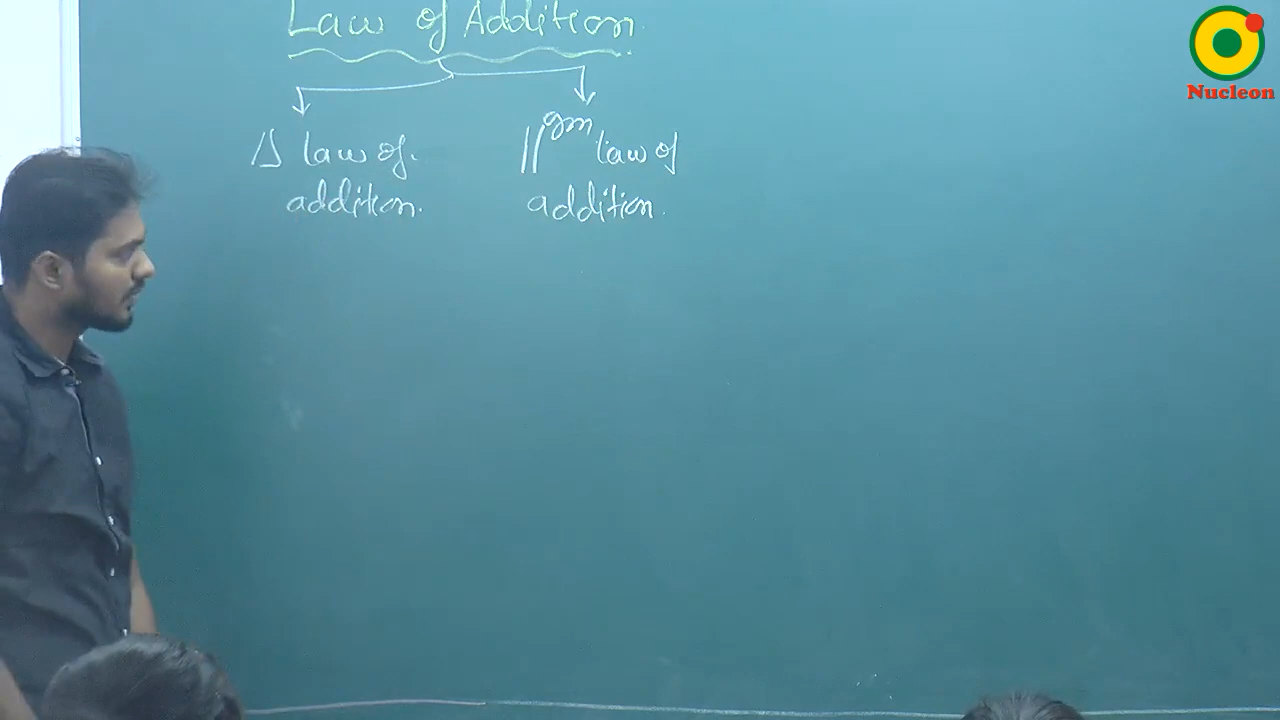 Law of Addition.
Δ law of.
addition.
||gm law of
addition.
Nucleon